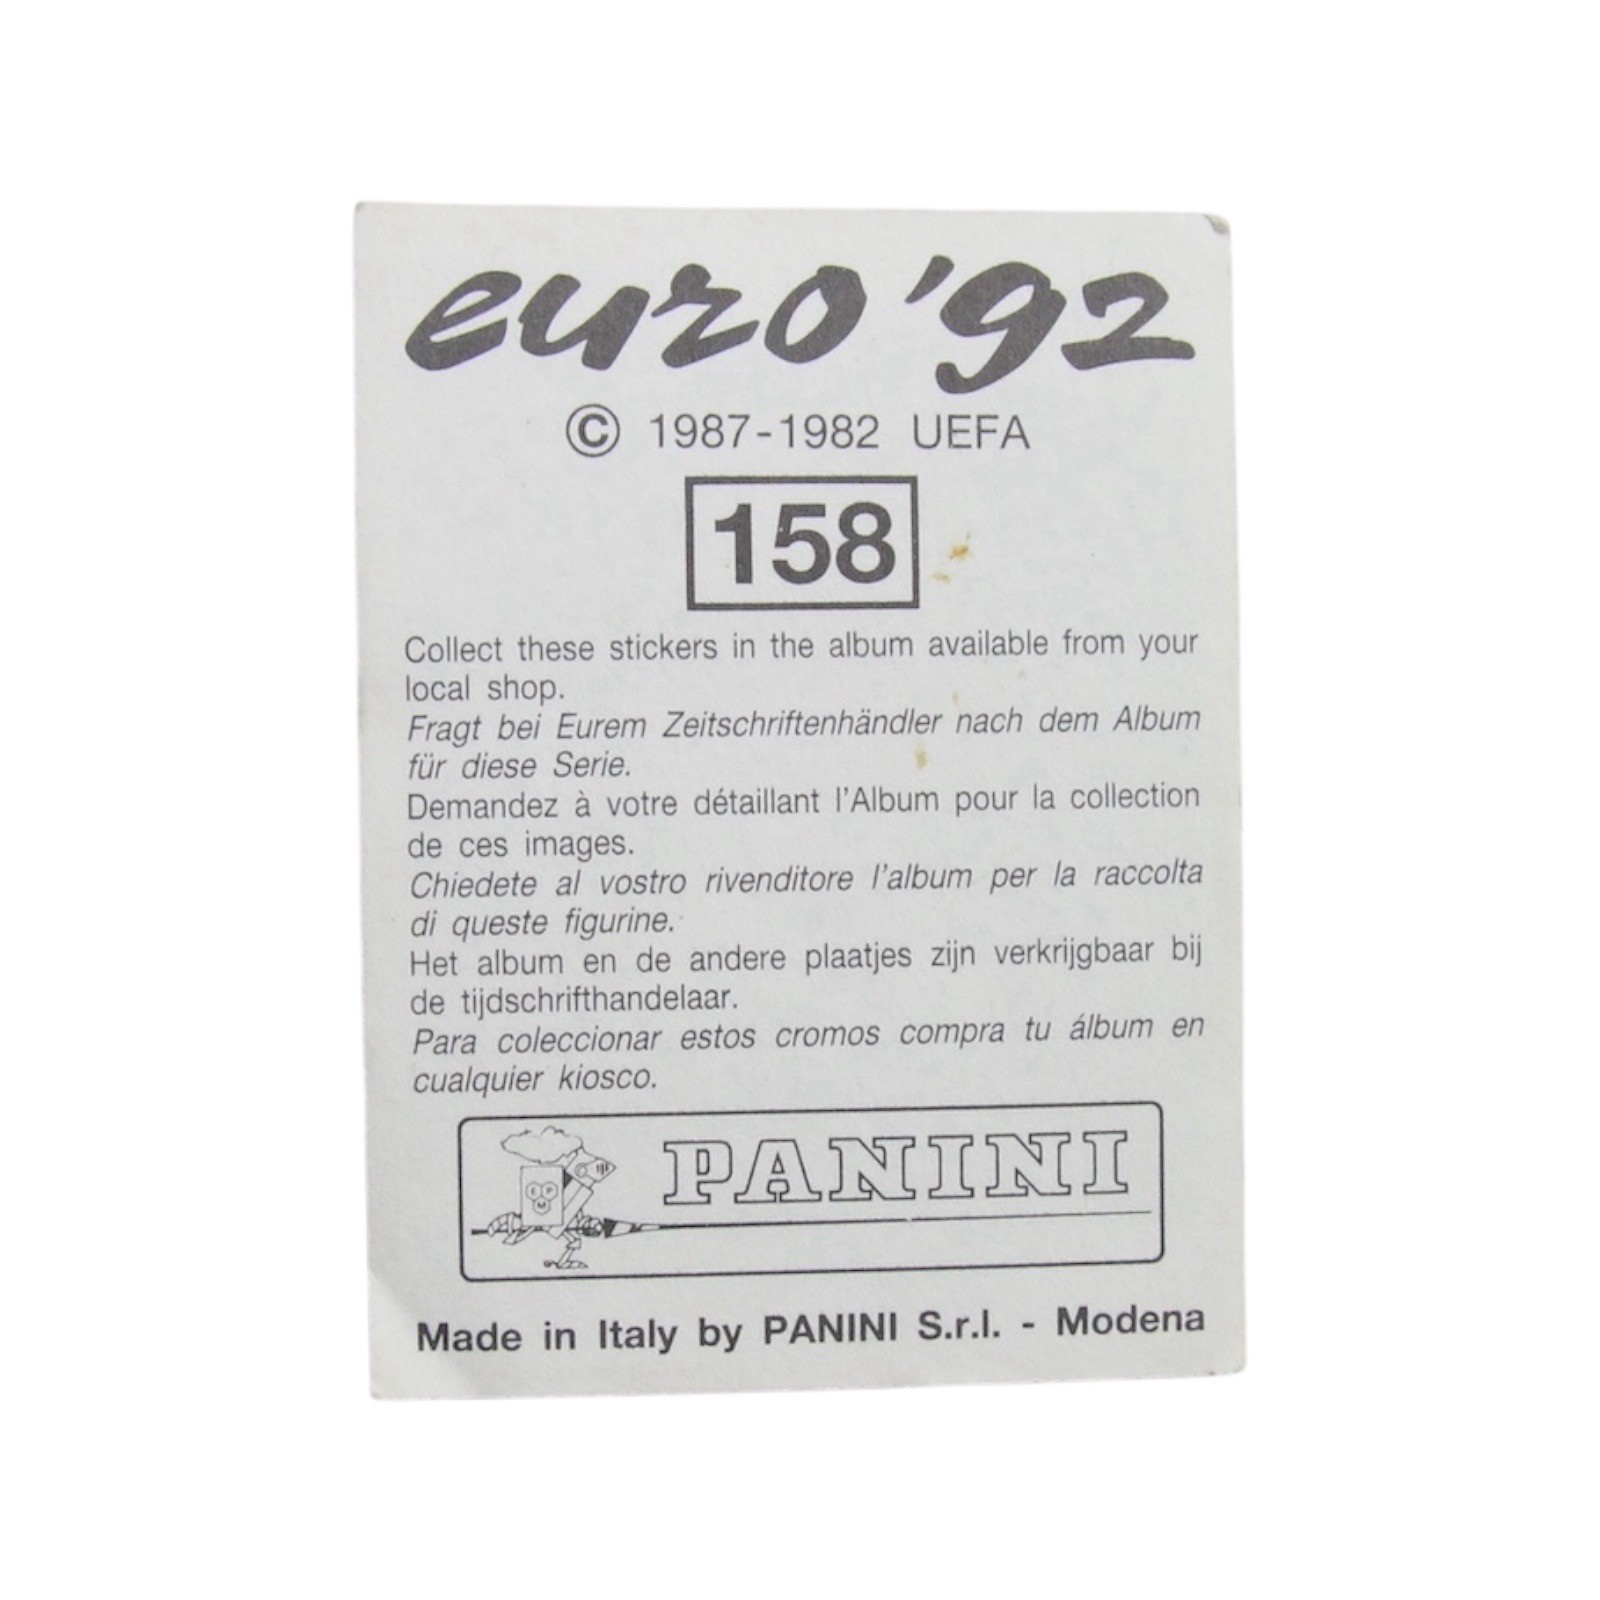 euro '92
© 1987-1982 UEFA
158
Collect these stickers in the album available from your
local shop.
Fragt bei Eurem Zeitschriftenhändler nach dem Album
für diese Serie.
Demandez à votre détaillant l'Album pour la collection
de ces images.
Chiedete al vostro rivenditore l'album per la raccolta
di queste figurine.
Het album en de andere plaatjes zijn verkrijgbaar bij
de tijdschrifthandelaar.
Para coleccionar estos cromos compra tu álbum en
cualquier kiosco.
E P
M
PANINI
Made in Italy by PANINI S.r.l. - Modena